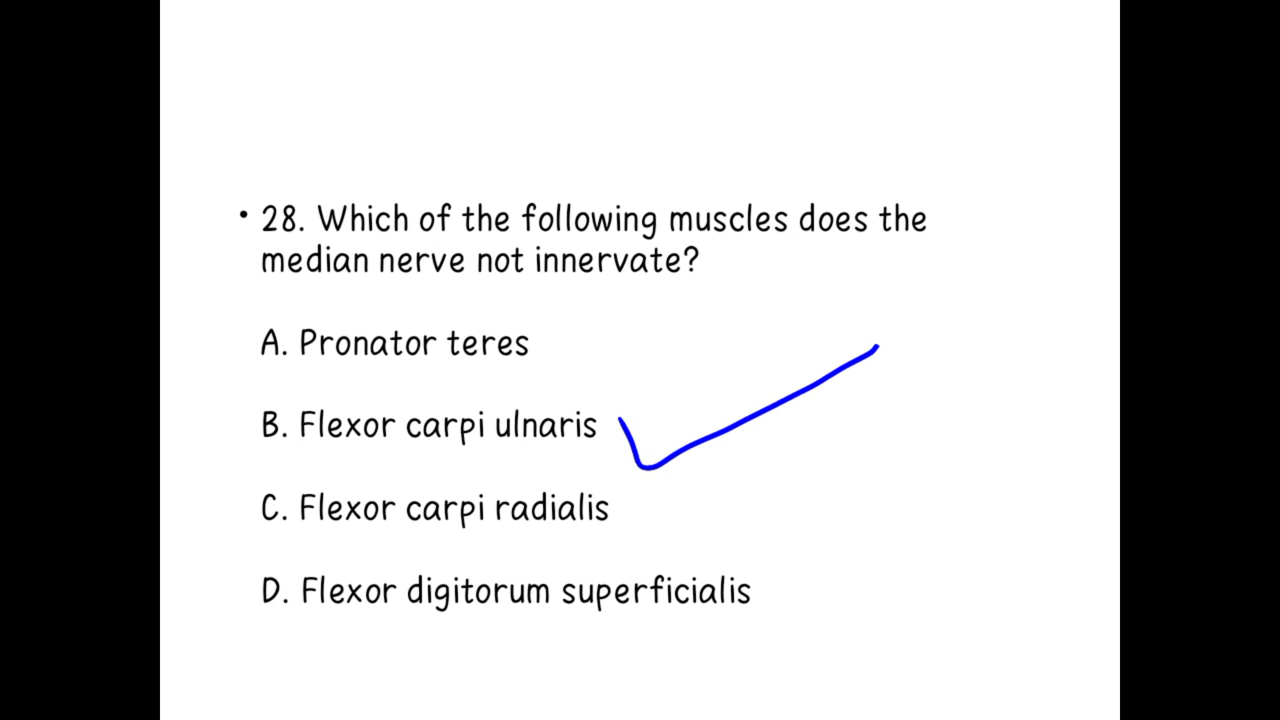 • 28. Which of the following muscles does the
median nerve not innervate?
A. Pronator teres
B. Flexor carpi ulnaris
C. Flexor carpi radialis
D. Flexor digitorum superficialis